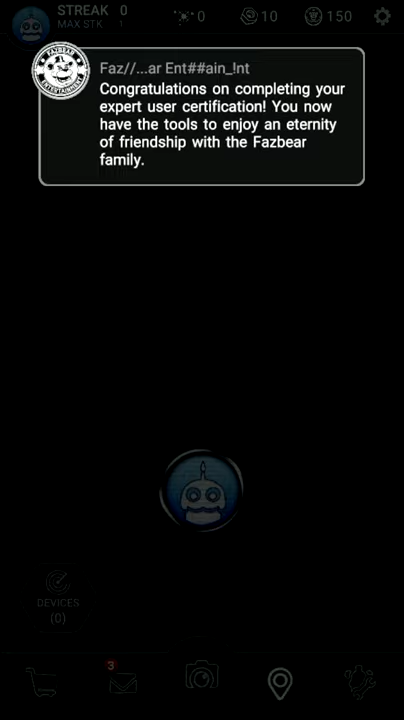 STREAK 0
MAX STK 1
0
10
150
FAZBEAR
ENTERTAINMENT
Faz//...ar Ent##ain_!nt
Congratulations on completing your
expert user certification! You now
have the tools to enjoy an eternity
of friendship with the Fazbear
family.
DEVICES
(0)
3